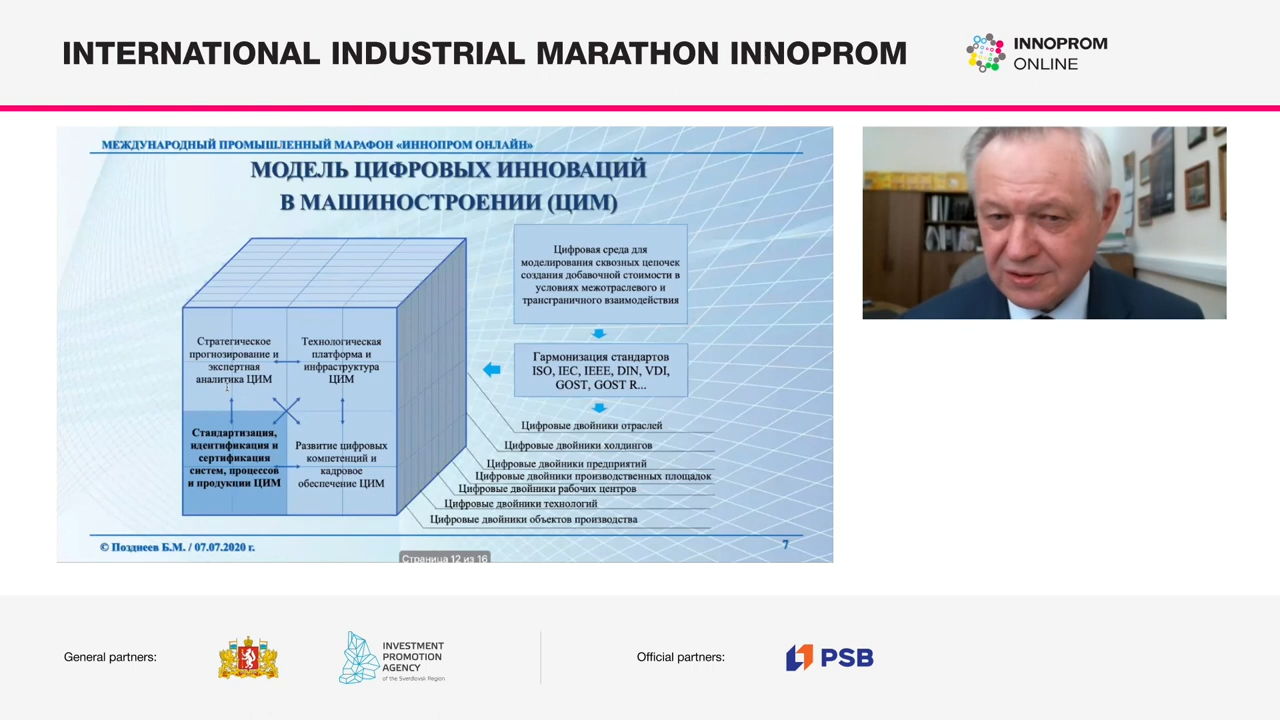 INTERNATIONAL INDUSTRIAL MARATHON INNOPROM
INNOPROM
ONLINE
МЕЖДУНАРОДНЫЙ ПРОМЫШЛЕННЫЙ МАРАФОН «ИННОПРОМ ОНЛАЙН»
МОДЕЛЬ ЦИФРОВЫХ ИННОВАЦИЙ
В МАШИНОСТРОЕНИИ (ЦИМ)
Стратегическое
прогнозирование и
экспертная
аналитика ЦИМ
Технологическая
платформа и
инфраструктура
ЦИМ
Стандартизация,
идентификация и
сертификация
систем, процессов
и продукции ЦИМ
Развитие цифровых
компетенций и
кадровое
обеспечение ЦИМ
Цифровая среда для
моделирования сквозных цепочек
создания добавочной стоимости в
условиях межотраслевого и
трансграничного взаимодействия
Гармонизация стандартов
ISO, IEC, IEEE, DIN, VDI,
GOST, GOST R...
Цифровые двойники отраслей
Цифровые двойники холдингов
Цифровые двойники предприятий
Цифровые двойники производственных площадок
Цифровые двойники рабочих центров
Цифровые двойники технологий
Цифровые двойники объектов производства
© Позднеев Б.М. / 07.07.2020 г.
7
Страница 12 из 16
General partners:
INVESTMENT
PROMOTION
AGENCY
of the Sverdlovsk Region
Official partners:
PSB